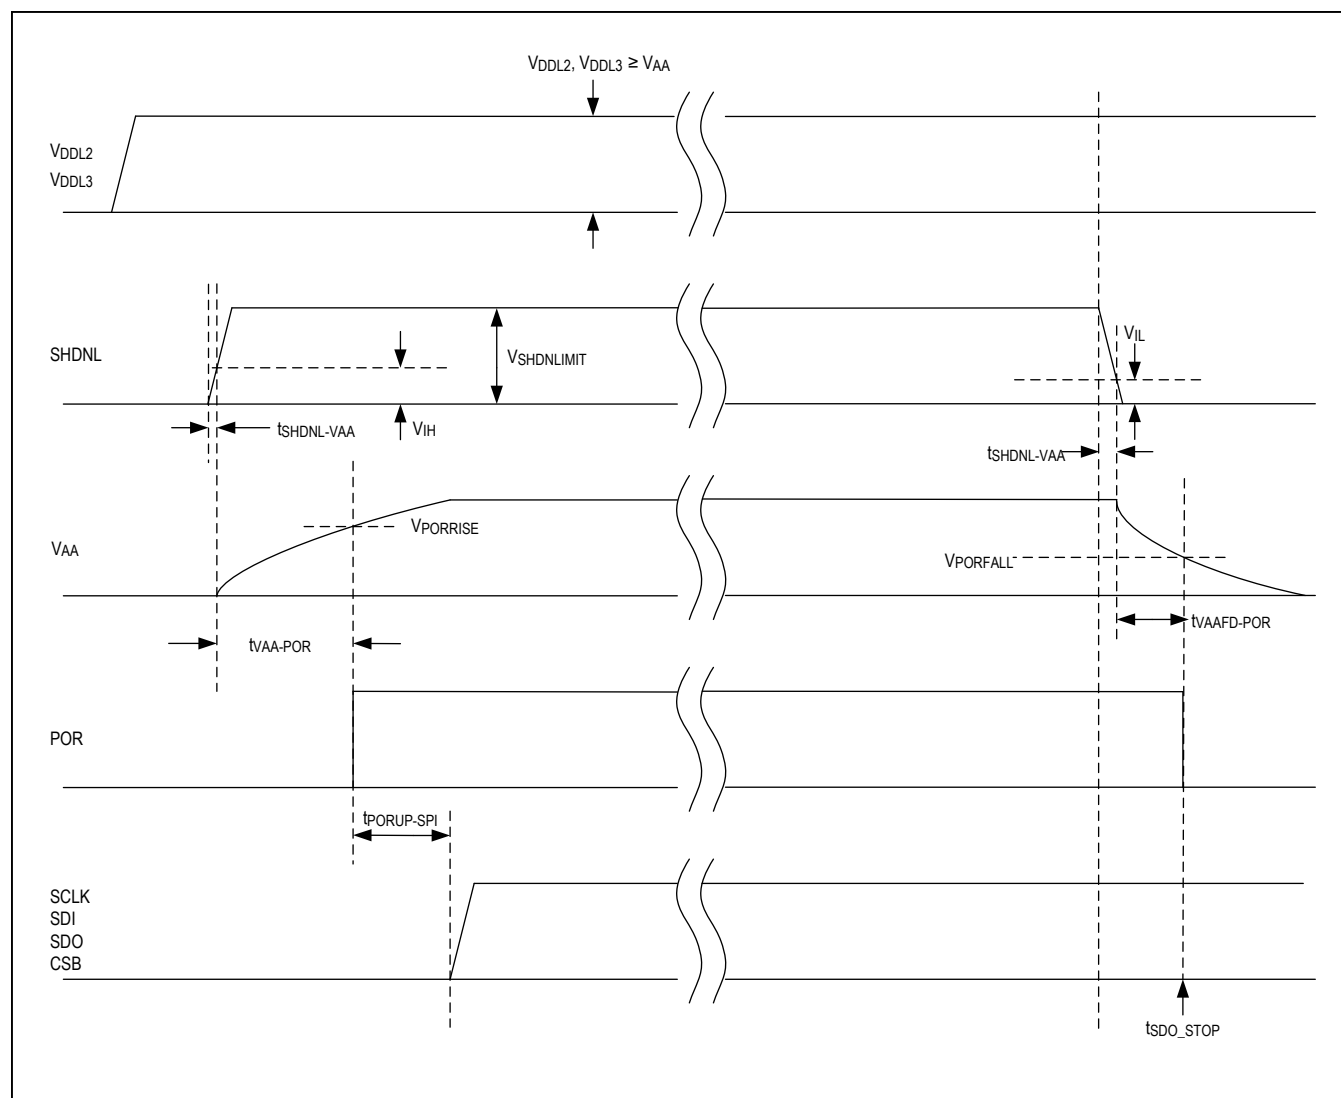 VDDL2, VDDL3 ≥ VAA
VDDL2
VDDL3
SHDNL
VSHDNLIMIT
VIL
tSHDNL-VAA
VIH
tSHDNL-VAA
VPORRISE
VAA
VPORFALL
tVAA-POR
tVAAFD-POR
POR
tPORUP-SPI
SCLK
SDI
SDO
CSB
tSDO_STOP